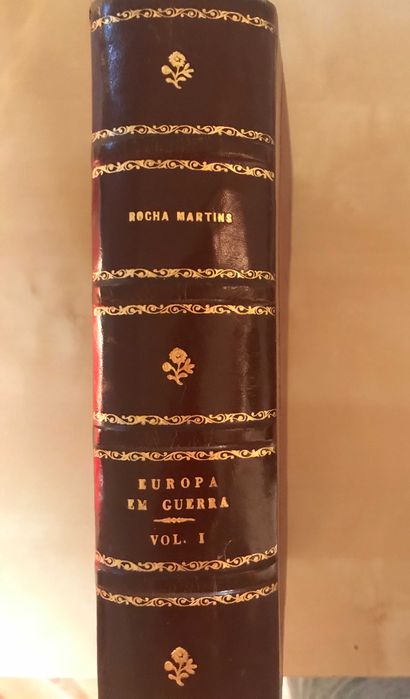 ROCHA MARTINS
EUROPA
EM GUERRA
VOL. I